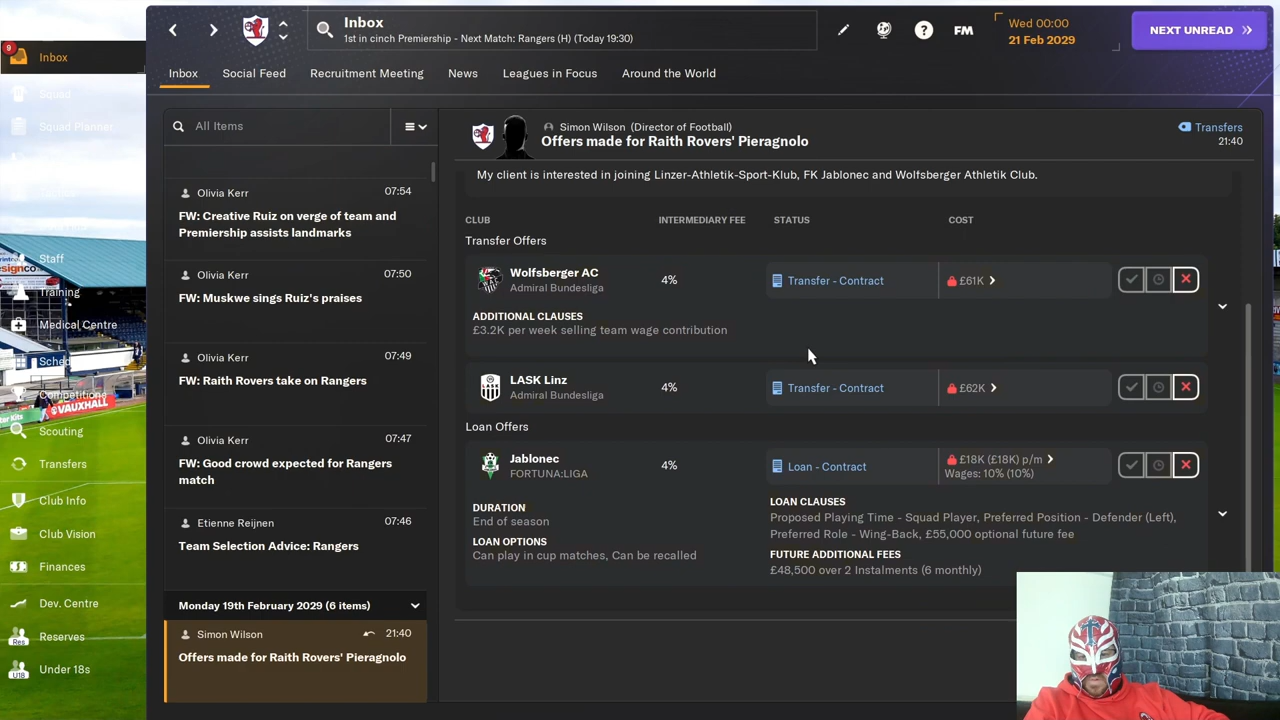 Inbox
1st in cinch Premiership - Next Match: Rangers (H) (Today 19:30)
FM
Wed 00:00
21 Feb 2029
NEXT UNREAD
9
Inbox
Squad
Squad Planner
Staff
Training
Medical Centre
Sched
Competitions
Scouting
Transfers
Club Info
Club Vision
Finances
Dev. Centre
Reserves
Under 18s
Inbox
Social Feed
Recruitment Meeting
News
Leagues in Focus
Around the World
All Items
Olivia Kerr 07:54
FW: Creative Ruiz on verge of team and
Premiership assists landmarks
Olivia Kerr 07:50
FW: Muskwe sings Ruiz's praises
Olivia Kerr 07:49
FW: Raith Rovers take on Rangers
Olivia Kerr 07:47
FW: Good crowd expected for Rangers
match
Etienne Reijnen 07:46
Team Selection Advice: Rangers
Monday 19th February 2029 (6 items)
Simon Wilson 21:40
Offers made for Raith Rovers' Pieragnolo
Simon Wilson (Director of Football)
Offers made for Raith Rovers' Pieragnolo
Transfers
21:40
My client is interested in joining Linzer-Athletik-Sport-Klub, FK Jablonec and Wolfsberger Athletik Club.
CLUB INTERMEDIARY FEE STATUS COST
Transfer Offers
Wolfsberger AC
Admiral Bundesliga
4%
Transfer - Contract
£61K
ADDITIONAL CLAUSES
£3.2K per week selling team wage contribution
LASK Linz
Admiral Bundesliga
4%
Transfer - Contract
£62K
Loan Offers
Jablonec
FORTUNA:LIGA
4%
Loan - Contract
£18K (£18K) p/m
Wages: 10% (10%)
DURATION
End of season
LOAN OPTIONS
Can play in cup matches, Can be recalled
LOAN CLAUSES
Proposed Playing Time - Squad Player, Preferred Position - Defender (Left),
Preferred Role - Wing-Back, £55,000 optional future fee
FUTURE ADDITIONAL FEES
£48,500 over 2 Instalments (6 monthly)
VAUXHALL